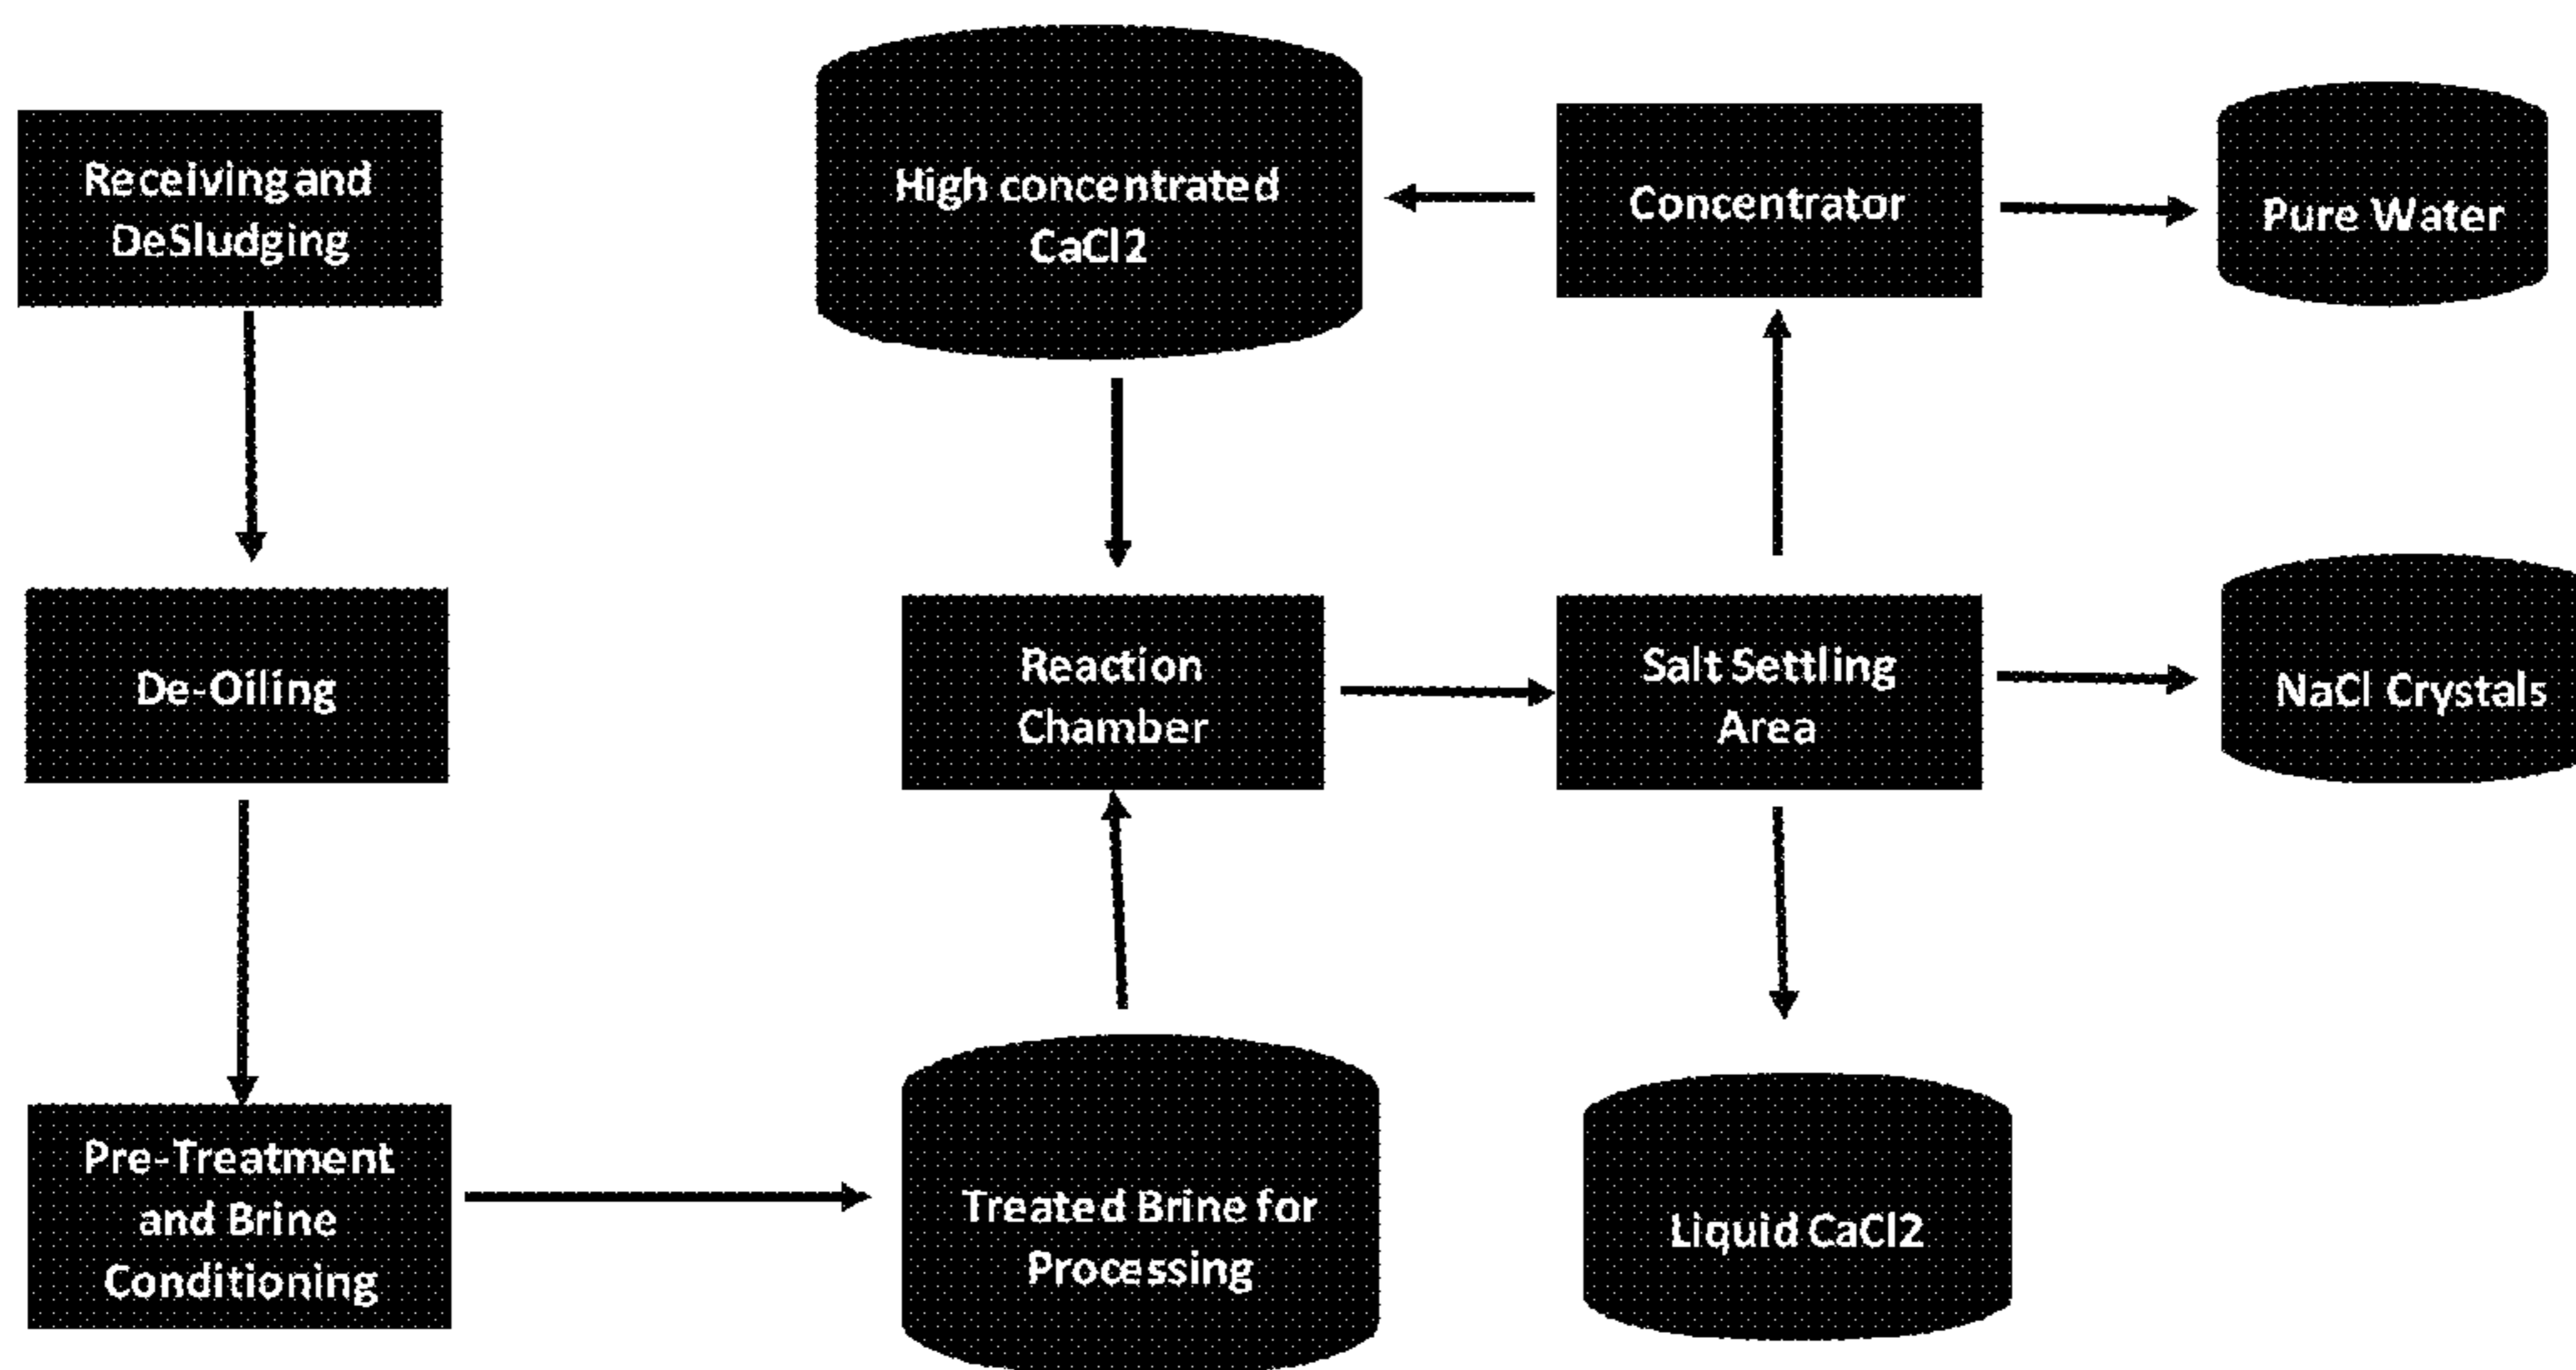 Receiving and
DeSludging
High concentrated
CaCl2
Concentrator
Pure Water
De-Oiling
Reaction
Chamber
Salt Settling
Area
NaCl Crystals
Pre-Treatment
and Brine
Conditioning
Treated Brine for
Processing
Liquid CaCl2